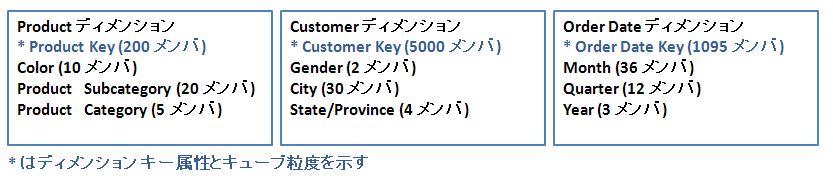 Product ディメンション
* Product Key (200 メンバ)
Color (10 メンバ)
Product Subcategory (20 メンバ)
Product Category (5 メンバ)
Customer ディメンション
* Customer Key (5000 メンバ)
Gender (2 メンバ)
City (30 メンバ)
State/Province (4 メンバ)
Order Date ディメンション
* Order Date Key (1095 メンバ)
Month (36 メンバ)
Quarter (12 メンバ)
Year (3 メンバ)
* はディメンション キー属性とキューブ粒度を示す